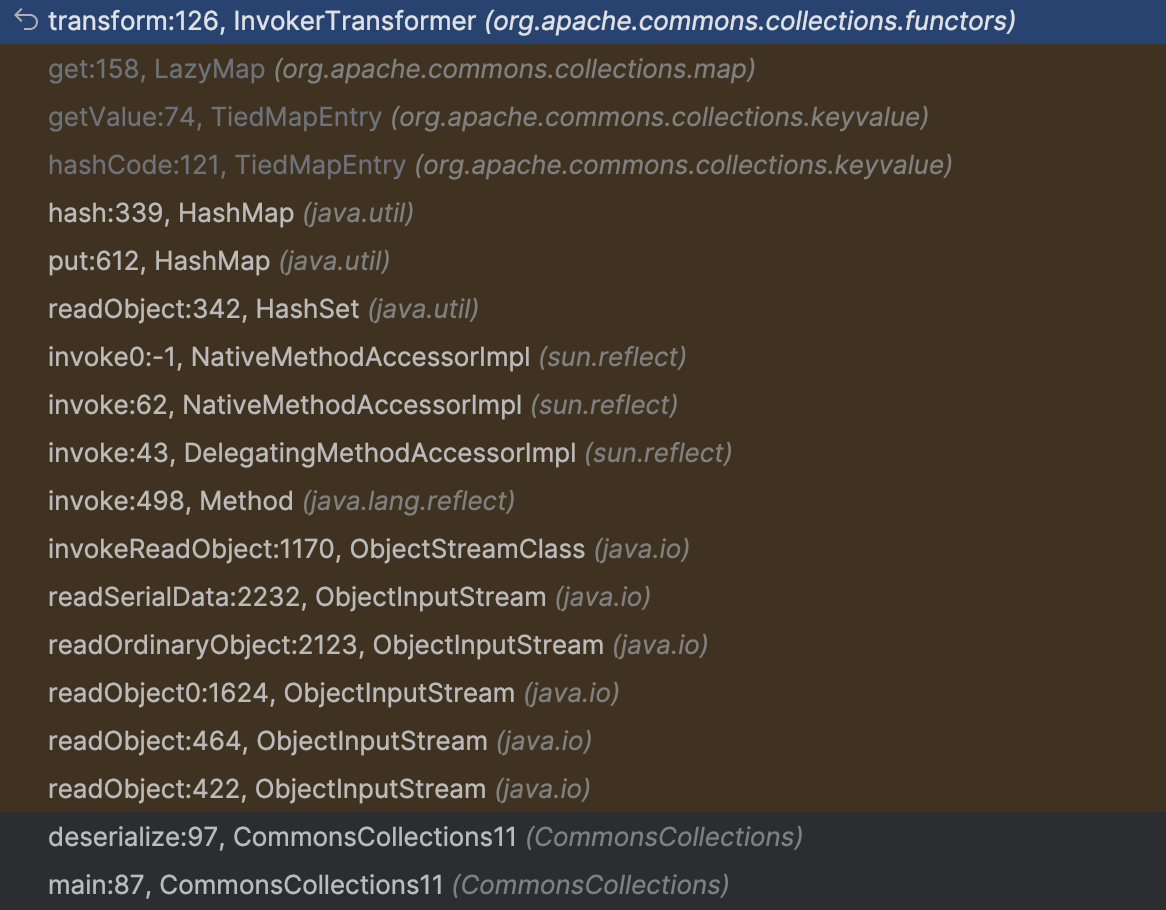 transform:126, InvokerTransformer (org.apache.commons.collections.functors)
get:158, LazyMap (org.apache.commons.collections.map)
getValue:74, TiedMapEntry (org.apache.commons.collections.keyvalue)
hashCode:121, TiedMapEntry (org.apache.commons.collections.keyvalue)
hash:339, HashMap (java.util)
put:612, HashMap (java.util)
readObject:342, HashSet (java.util)
invoke0:-1, NativeMethodAccessorImpl (sun.reflect)
invoke:62, NativeMethodAccessorImpl (sun.reflect)
invoke:43, DelegatingMethodAccessorImpl (sun.reflect)
invoke:498, Method (java.lang.reflect)
invokeReadObject:1170, ObjectStreamClass (java.io)
readSerialData:2232, ObjectInputStream (java.io)
readOrdinaryObject:2123, ObjectInputStream (java.io)
readObject0:1624, ObjectInputStream (java.io)
readObject:464, ObjectInputStream (java.io)
readObject:422, ObjectInputStream (java.io)
deserialize:97, CommonsCollections11 (CommonsCollections)
main:87, CommonsCollections11 (CommonsCollections)